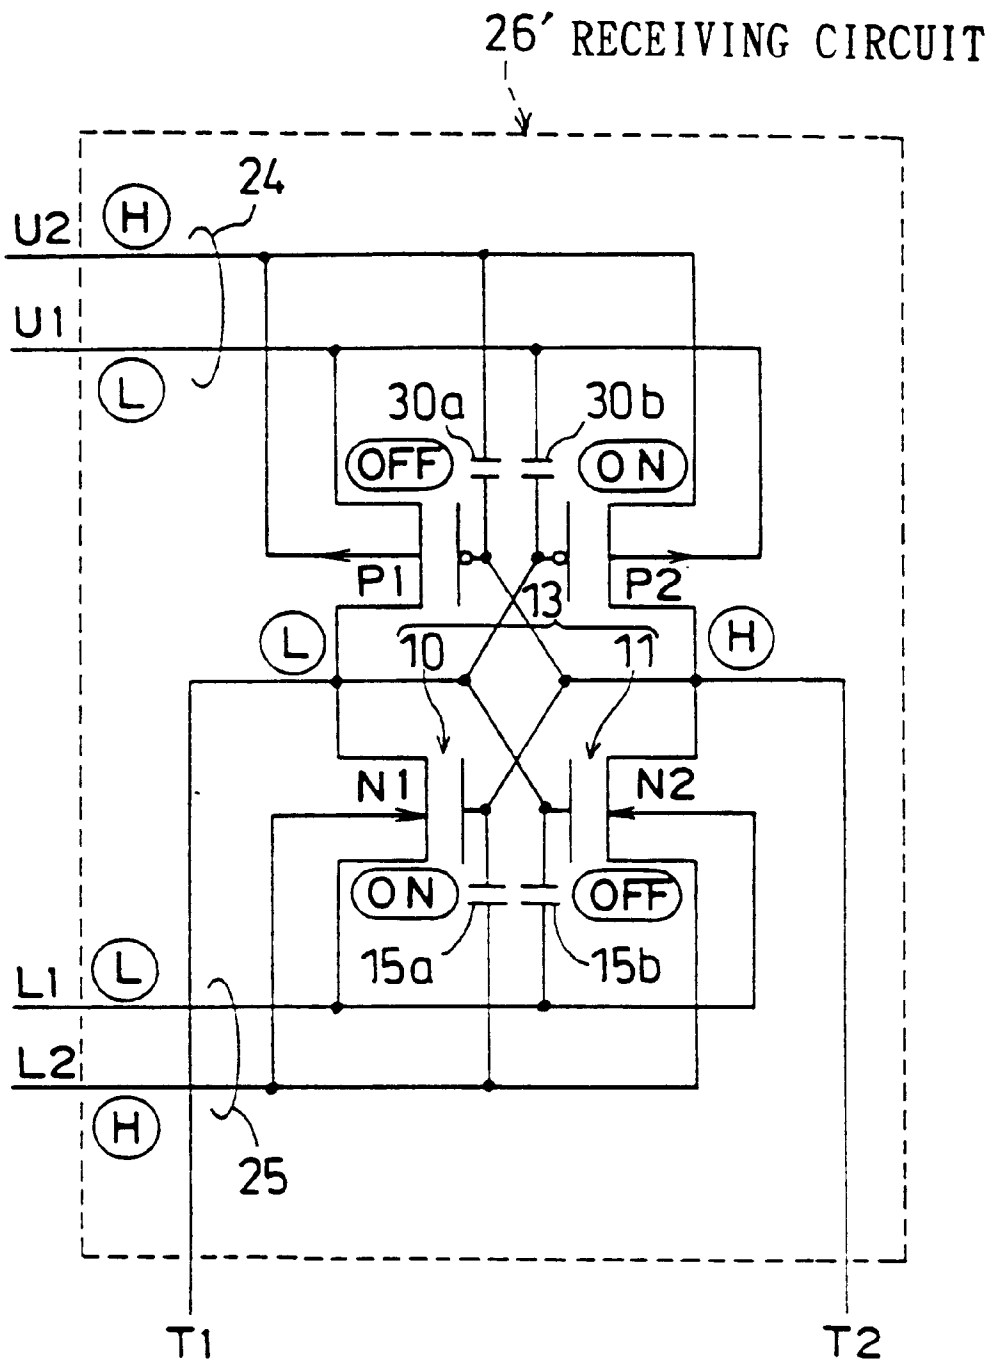 26′ RECEIVING CIRCUIT
24
U2 H
U1
L
30a 30b
OFF ON
P1 P2
13
L H
10 11
N1 N2
ON OFF
15a 15b
L1 L
L2
H
25
T1 T2